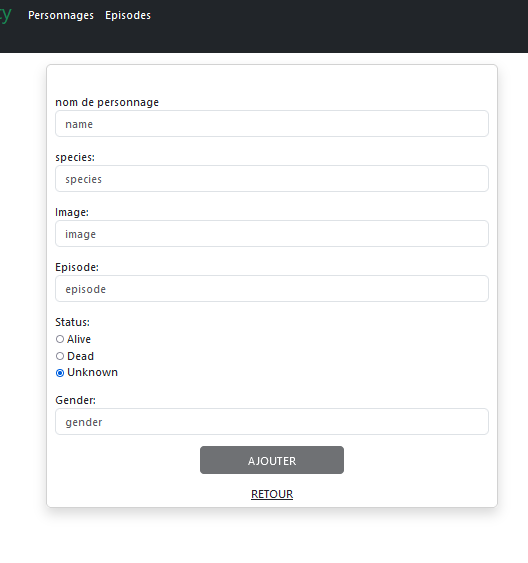 ty Personnages Episodes
nom de personnage
name
species:
species
Image:
image
Episode:
episode
Status:
Alive
Dead
Unknown
Gender:
gender
AJOUTER
RETOUR